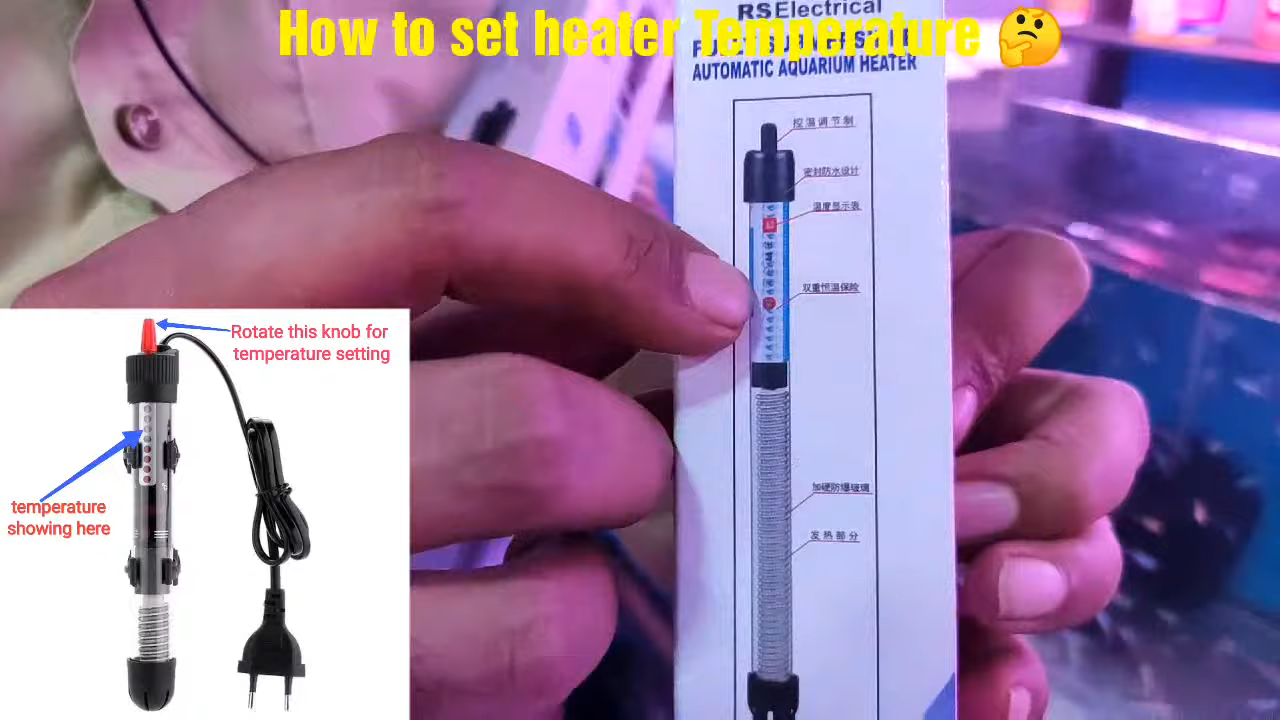 How to set heater Temperature 🤔
RSElectrical
AUTOMATIC AQUARIUM HEATER
控温调节制
密封防水设计
温度显示表
双重恒温保险
加硬防爆玻璃
发热部分
Rotate this knob for
temperature setting
temperature
showing here